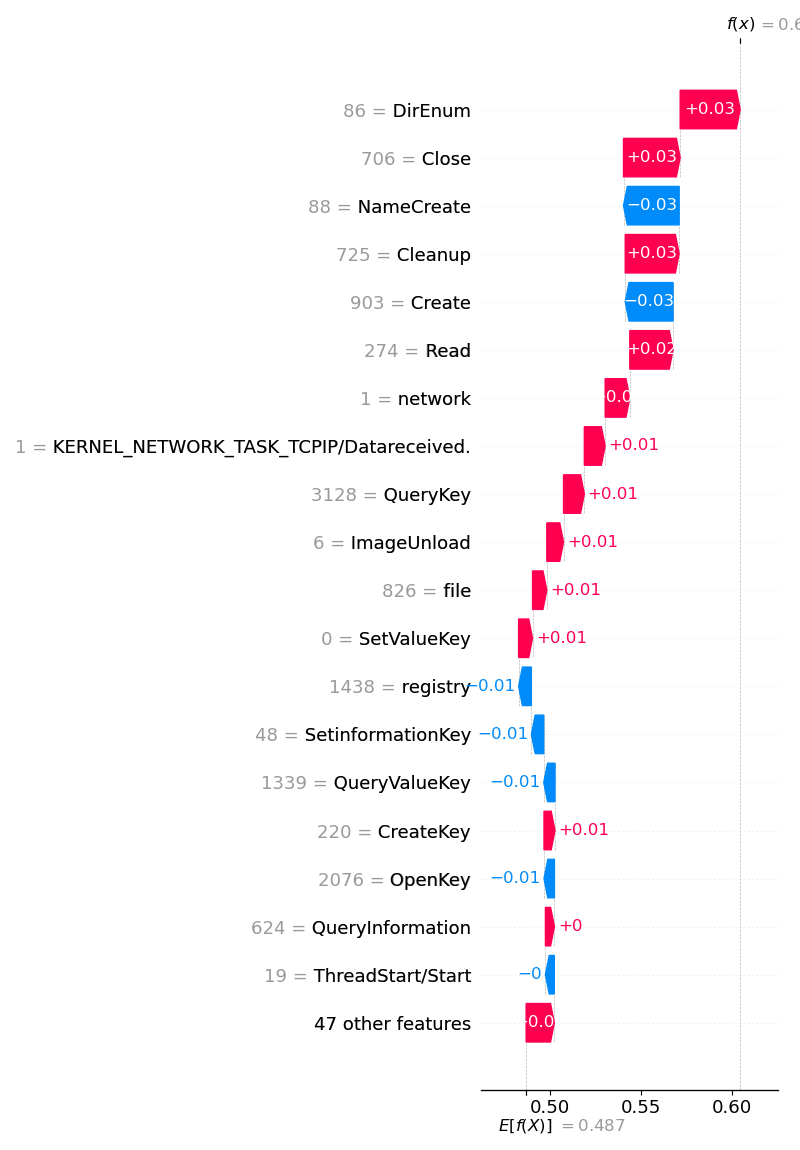 f(x) = 0.6
86 = DirEnum +0.03
706 = Close +0.03
88 = NameCreate −0.03
725 = Cleanup +0.03
903 = Create −0.03
274 = Read +0.02
1 = network
1 = KERNEL_NETWORK_TASK_TCPIP/Datareceived. +0.01
3128 = QueryKey +0.01
6 = ImageUnload +0.01
826 = file +0.01
0 = SetValueKey +0.01
1438 = registry −0.01
48 = SetinformationKey −0.01
1339 = QueryValueKey −0.01
220 = CreateKey +0.01
2076 = OpenKey −0.01
624 = QueryInformation +0
19 = ThreadStart/Start −0
47 other features
0.50 0.55 0.60
E[f(X)] = 0.487